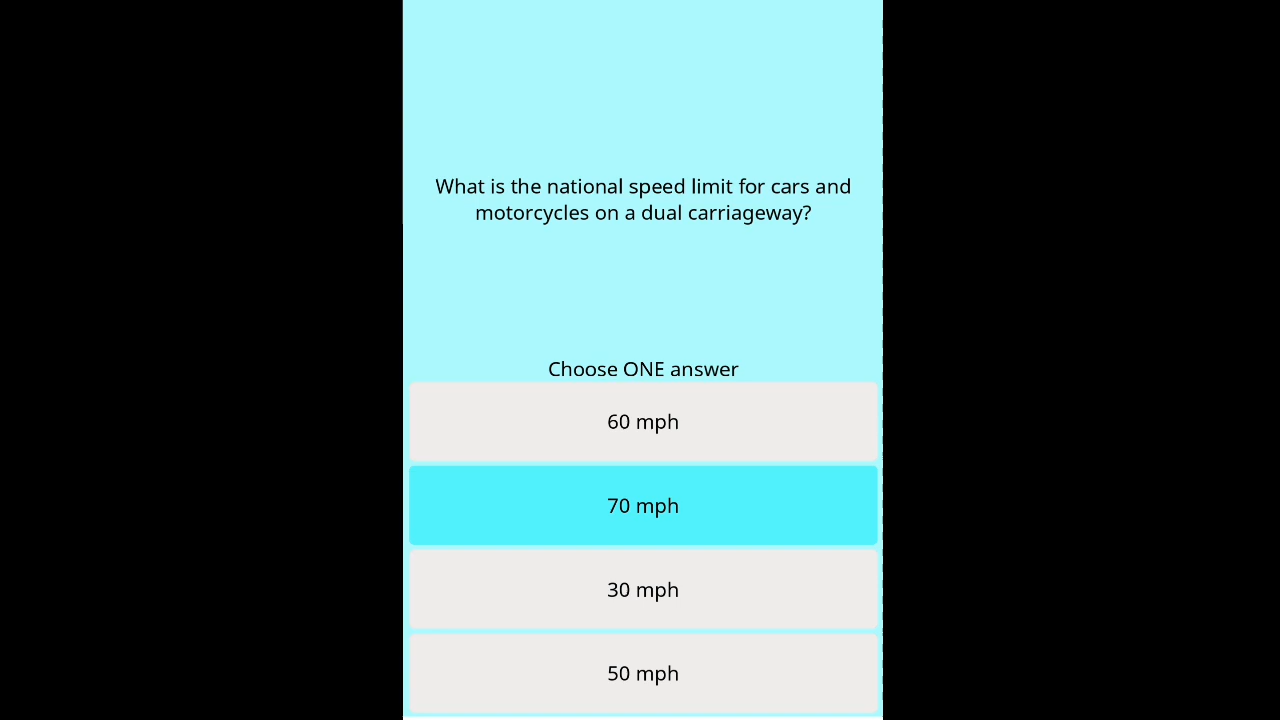 What is the national speed limit for cars and
motorcycles on a dual carriageway?
Choose ONE answer
60 mph
70 mph
30 mph
50 mph